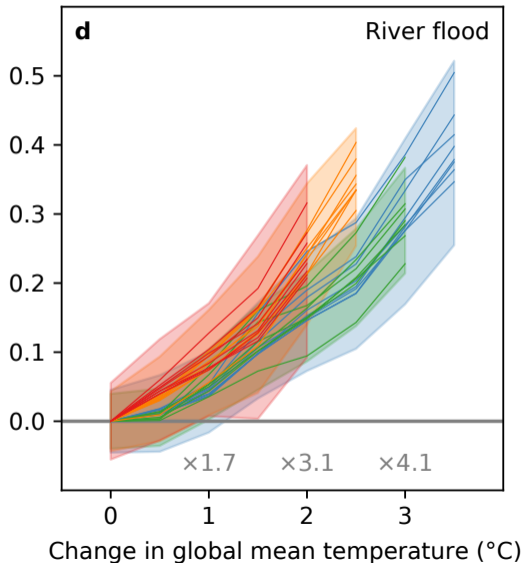 d River flood
0.5
0.4
0.3
0.2
0.1
0.0
×1.7 ×3.1 ×4.1
0 1 2 3
Change in global mean temperature (°C)